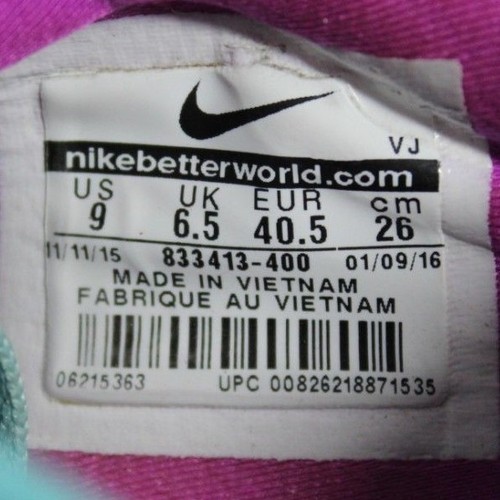 VJ
nikebetterworld.com
US UK EUR cm
9 6.5 40.5 26
11/11/15 833413-400 01/09/16
MADE IN VIETNAM
FABRIQUE AU VIETNAM
06215363 UPC 00826218871535